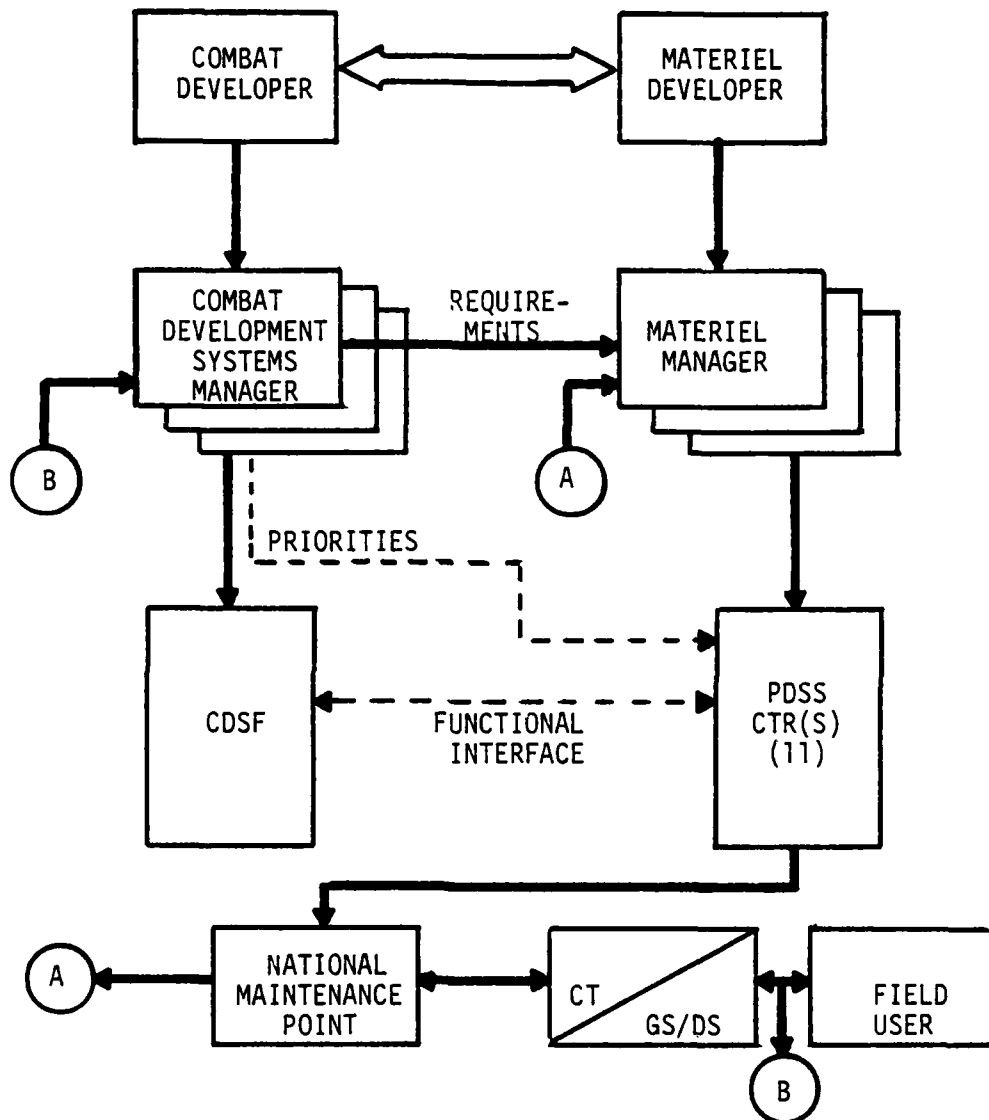 COMBAT
DEVELOPER
MATERIEL
DEVELOPER
COMBAT
DEVELOPMENT
SYSTEMS
MANAGER
REQUIRE-
MENTS
MATERIEL
MANAGER
B
A
PRIORITIES
CDSF
FUNCTIONAL
INTERFACE
PDSS
CTR(S)
(11)
A
NATIONAL
MAINTENANCE
POINT
CT
GS/DS
FIELD
USER
B